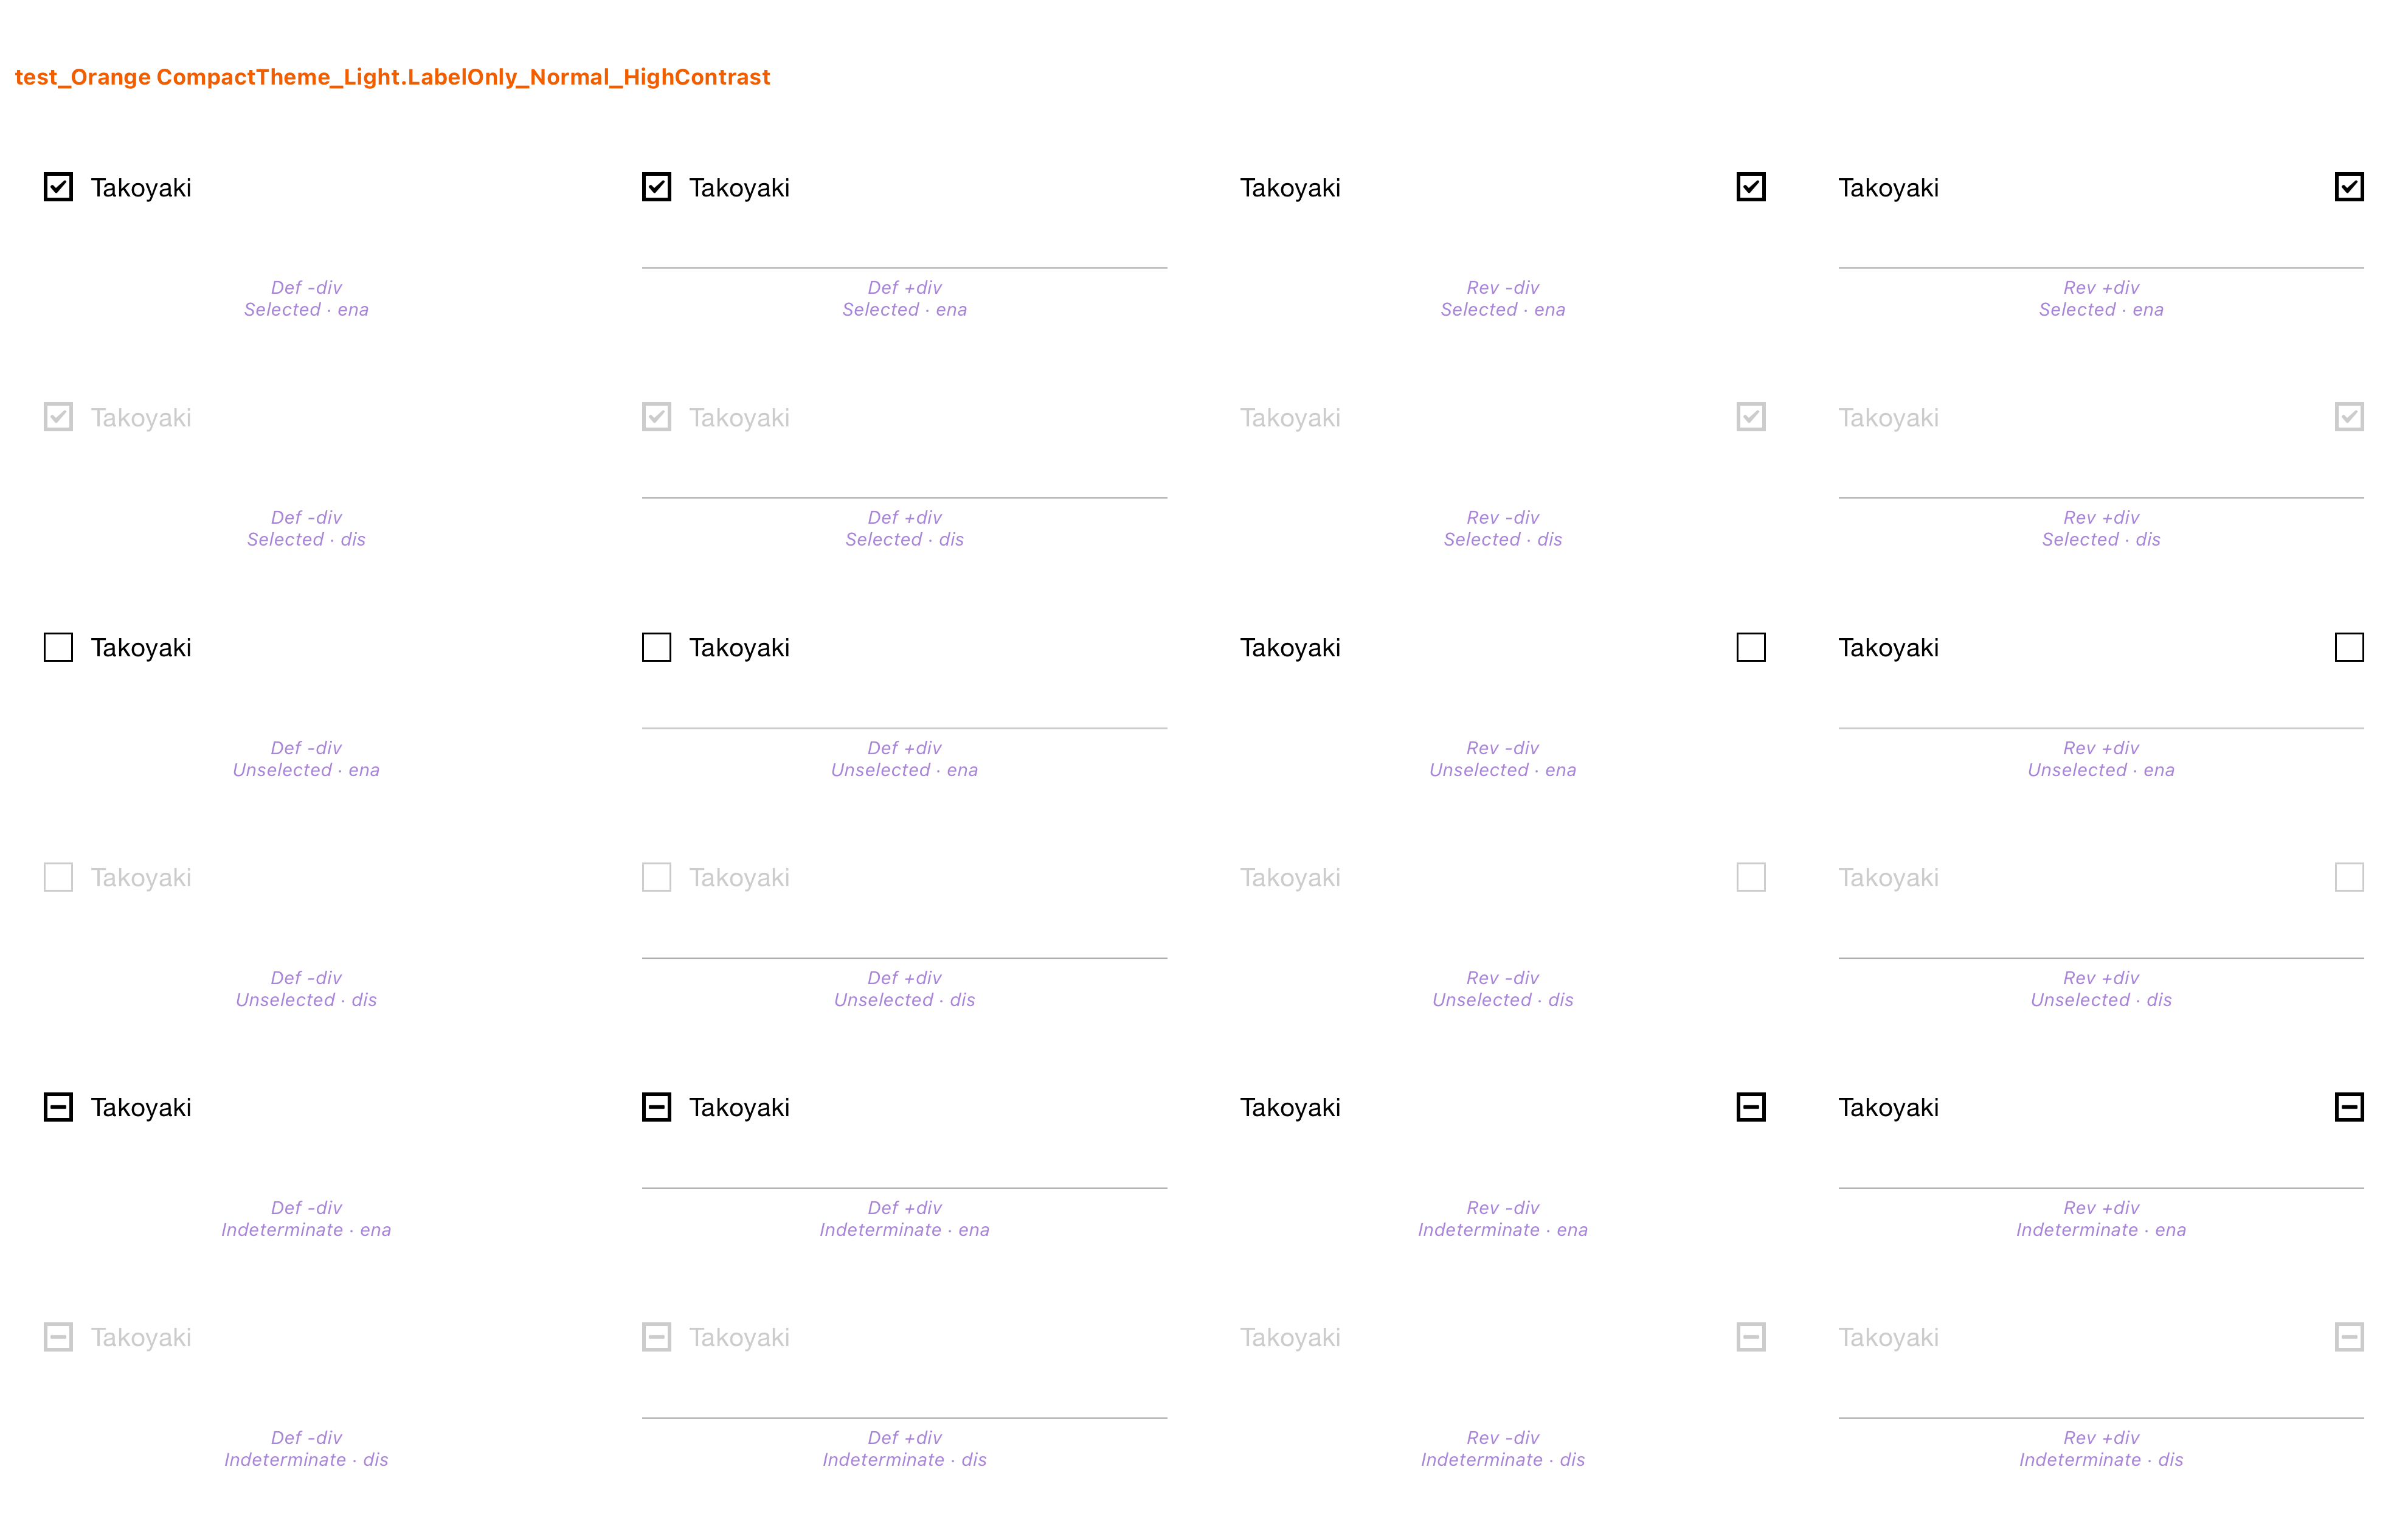 test_Orange CompactTheme_Light.LabelOnly_Normal_HighContrast
Takoyaki
Takoyaki
Takoyaki
Takoyaki
Def -div
Selected · ena
Def +div
Selected · ena
Rev -div
Selected · ena
Rev +div
Selected · ena
Takoyaki
Takoyaki
Takoyaki
Takoyaki
Def -div
Selected · dis
Def +div
Selected · dis
Rev -div
Selected · dis
Rev +div
Selected · dis
Takoyaki
Takoyaki
Takoyaki
Takoyaki
Def -div
Unselected · ena
Def +div
Unselected · ena
Rev -div
Unselected · ena
Rev +div
Unselected · ena
Takoyaki
Takoyaki
Takoyaki
Takoyaki
Def -div
Unselected · dis
Def +div
Unselected · dis
Rev -div
Unselected · dis
Rev +div
Unselected · dis
Takoyaki
Takoyaki
Takoyaki
Takoyaki
Def -div
Indeterminate · ena
Def +div
Indeterminate · ena
Rev -div
Indeterminate · ena
Rev +div
Indeterminate · ena
Takoyaki
Takoyaki
Takoyaki
Takoyaki
Def -div
Indeterminate · dis
Def +div
Indeterminate · dis
Rev -div
Indeterminate · dis
Rev +div
Indeterminate · dis